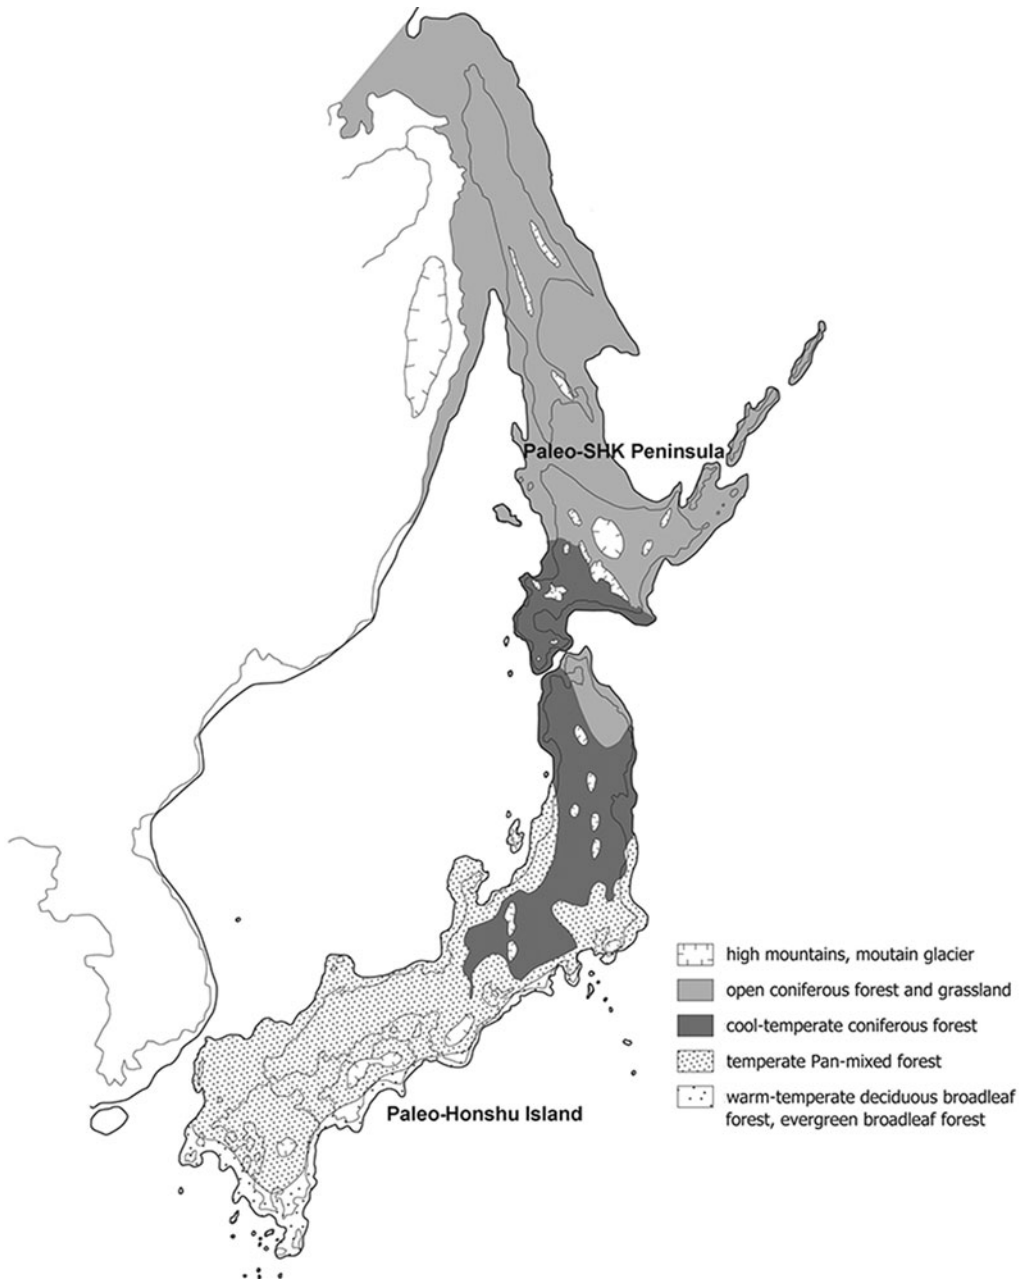 Paleo-SHK Peninsula
high mountains, moutain glacier
open coniferous forest and grassland
cool-temperate coniferous forest
temperate Pan-mixed forest
warm-temperate deciduous broadleaf
forest, evergreen broadleaf forest
Paleo-Honshu Island